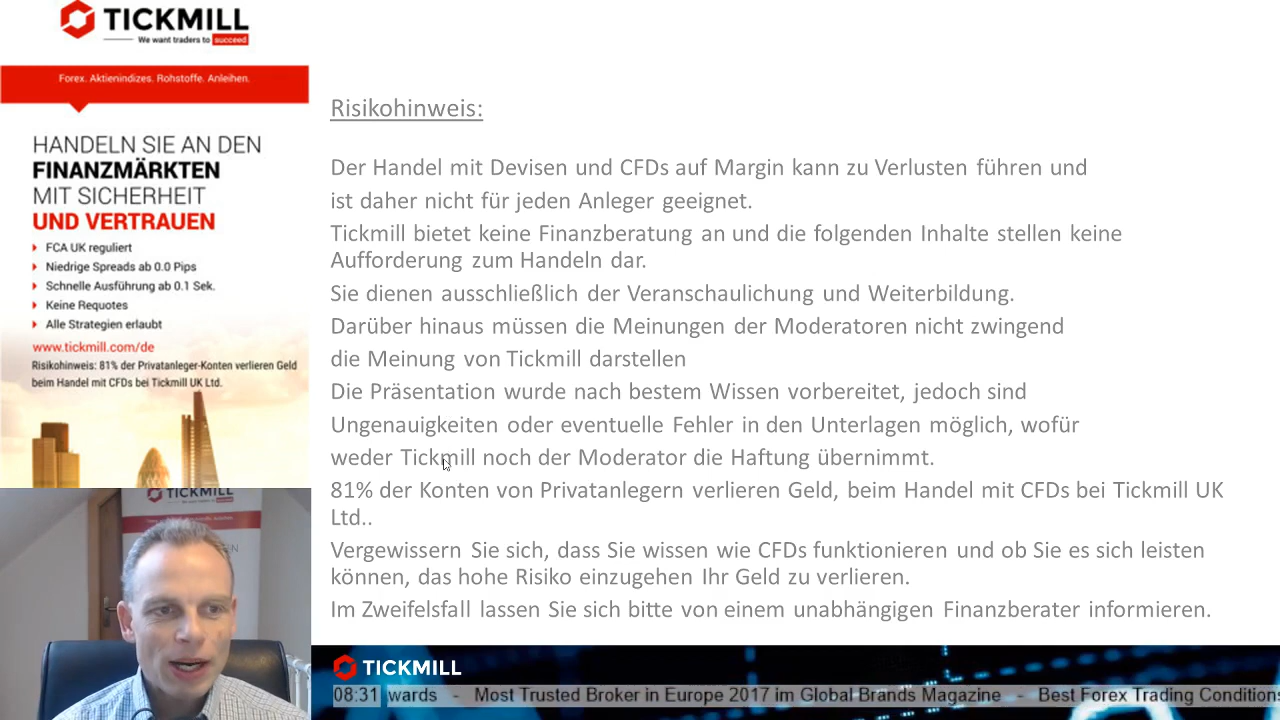 TICKMILL
We want traders to succeed
Forex. Aktienindizes. Rohstoffe. Anleihen.
HANDELN SIE AN DEN
FINANZMÄRKTEN
MIT SICHERHEIT
UND VERTRAUEN
FCA UK reguliert
Niedrige Spreads ab 0.0 Pips
Schnelle Ausführung ab 0.1 Sek.
Keine Requotes
Alle Strategien erlaubt
www.tickmill.com/de
Risikohinweis: 81% der Privatanleger-Konten verlieren Geld
beim Handel mit CFDs bei Tickmill UK Ltd.
TICKMILL
Risikohinweis:
Der Handel mit Devisen und CFDs auf Margin kann zu Verlusten führen und
ist daher nicht für jeden Anleger geeignet.
Tickmill bietet keine Finanzberatung an und die folgenden Inhalte stellen keine
Aufforderung zum Handeln dar.
Sie dienen ausschließlich der Veranschaulichung und Weiterbildung.
Darüber hinaus müssen die Meinungen der Moderatoren nicht zwingend
die Meinung von Tickmill darstellen
Die Präsentation wurde nach bestem Wissen vorbereitet, jedoch sind
Ungenauigkeiten oder eventuelle Fehler in den Unterlagen möglich, wofür
weder Tickmill noch der Moderator die Haftung übernimmt.
81% der Konten von Privatanlegern verlieren Geld, beim Handel mit CFDs bei Tickmill UK
Ltd..
Vergewissern Sie sich, dass Sie wissen wie CFDs funktionieren und ob Sie es sich leisten
können, das hohe Risiko einzugehen Ihr Geld zu verlieren.
Im Zweifelsfall lassen Sie sich bitte von einem unabhängigen Finanzberater informieren.
TICKMILL
08:31 wards - Most Trusted Broker in Europe 2017 im Global Brands Magazine - Best Forex Trading Conditions